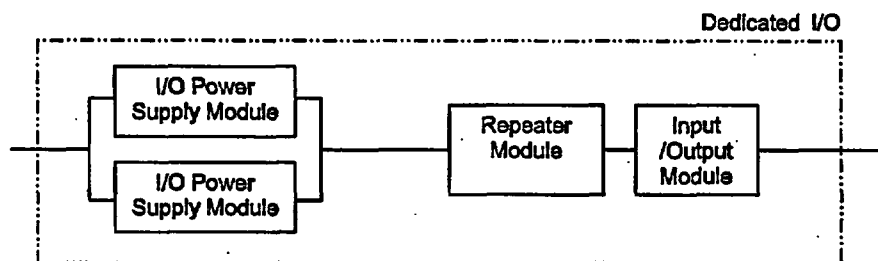 Dedicated I/O
I/O Power
Supply Module
I/O Power
Supply Module
Repeater
Module
Input
/Output
Module